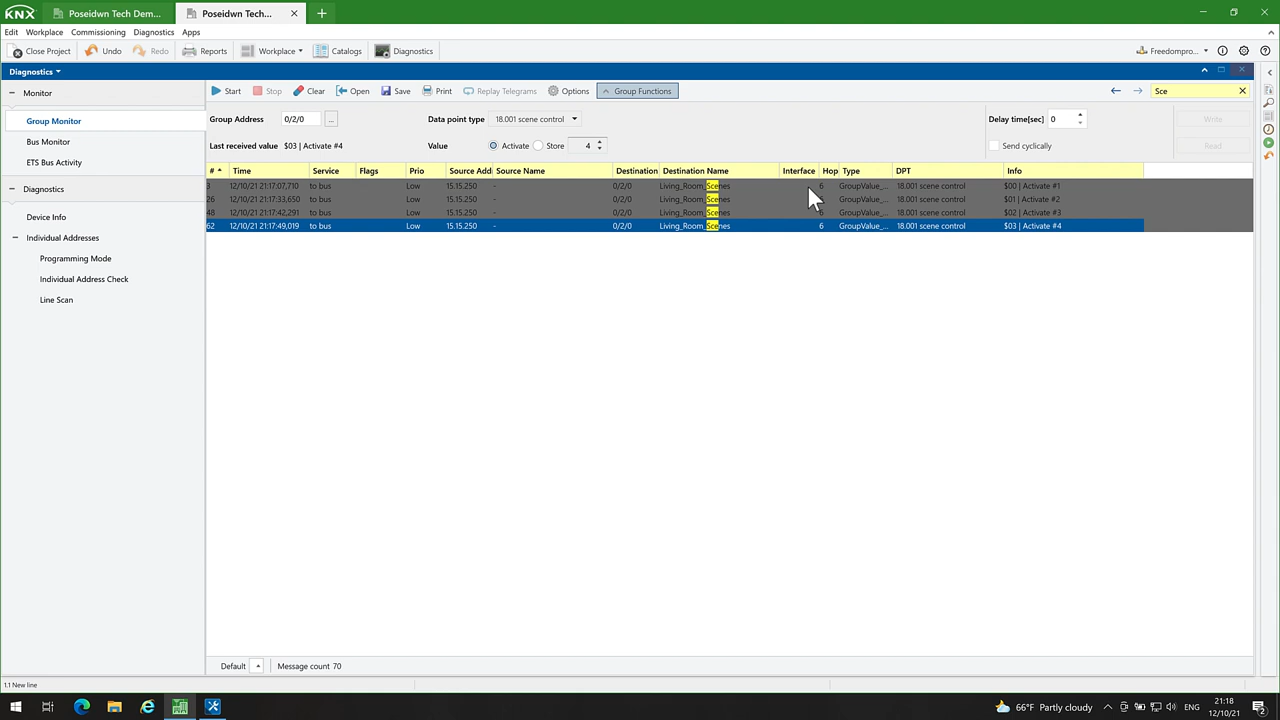 KNX
Poseidwn Tech Dem... ×
Poseidwn Tech... ×
Edit Workplace Commissioning Diagnostics Apps
Close Project Undo Redo Reports Workplace Catalogs Diagnostics Freedompro...
Diagnostics
Monitor
Group Monitor
Bus Monitor
ETS Bus Activity
Diagnostics
Device Info
Individual Addresses
Programming Mode
Individual Address Check
Line Scan
Start Stop Clear Open Save Print Replay Telegrams Options Group Functions Sce
Group Address 0/2/0 ... Data point type 18.001 scene control Delay time[sec] 0 Write
Last received value $03 | Activate #4 Value Activate Store 4 Send cyclically Read
# Time Service Flags Prio Source Add Source Name Destination Destination Name Interface Hop Type DPT Info
3 12/10/21 21:17:07,710 to bus Low 15.15.250 - 0/2/0 Living_Room_Scenes 6 GroupValue_... 18.001 scene control $00 | Activate #1
26 12/10/21 21:17:33,650 to bus Low 15.15.250 - 0/2/0 Living_Room_Scenes GroupValue_... 18.001 scene control $01 | Activate #2
48 12/10/21 21:17:42,291 to bus Low 15.15.250 - 0/2/0 Living_Room_Scenes 6 GroupValue_... 18.001 scene control $02 | Activate #3
62 12/10/21 21:17:49,019 to bus Low 15.15.250 - 0/2/0 Living_Room_Scenes 6 GroupValue_... 18.001 scene control $03 | Activate #4
Default Message count 70
1.1 New line
66°F Partly cloudy ENG
21:18
12/10/21